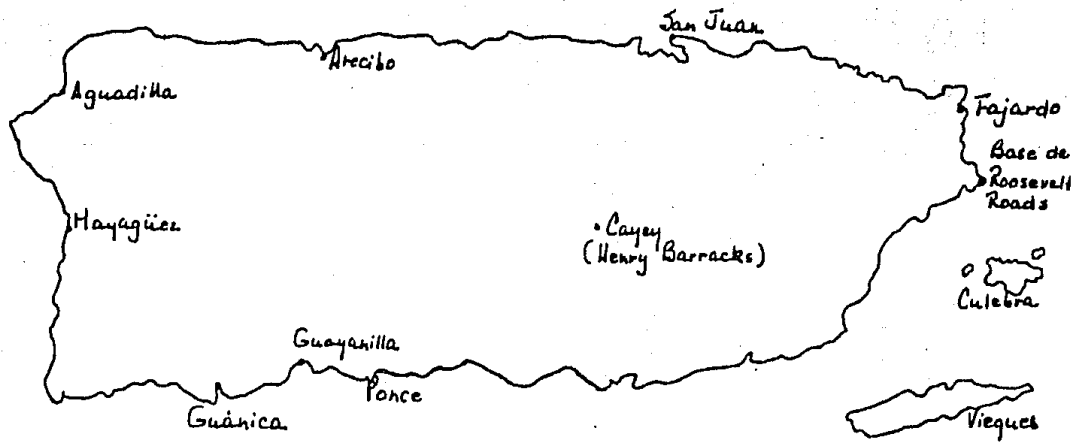 San Juan
Arecibo
Aguadilla
Fajardo
Base de
Roosevelt
Roads
Mayagüez
Cayey
(Henry Barracks)
Culebra
Guayanilla
Ponce
Guánica
Vieques